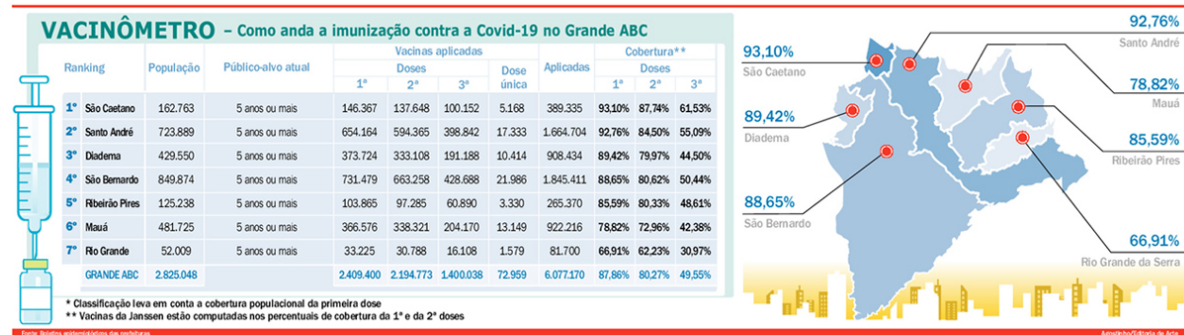 VACINÔMETRO – Como anda a imunização contra a Covid-19 no Grande ABC
Vacinas aplicadas Cobertura**
Ranking População Público-alvo atual Doses Dose única Aplicadas Doses
1ª 2ª 3ª 1ª 2ª 3ª
1º São Caetano 162.763 5 anos ou mais 146.367 137.648 100.152 5.168 389.335 93,10% 87,74% 61,53%
2º Santo André 723.889 5 anos ou mais 654.164 594.365 398.842 17.333 1.664.704 92,76% 84,50% 55,09%
3º Diadema 429.550 5 anos ou mais 373.724 333.108 191.188 10.414 908.434 89,42% 79,97% 44,50%
4º São Bernardo 849.874 5 anos ou mais 731.479 663.258 428.688 21.986 1.845.411 88,65% 80,62% 50,44%
5º Ribeirão Pires 125.238 5 anos ou mais 103.865 97.285 60.890 3.330 265.370 85,59% 80,33% 48,61%
6º Mauá 481.725 5 anos ou mais 366.576 338.321 204.170 13.149 922.216 78,82% 72,96% 42,38%
7º Rio Grande 52.009 5 anos ou mais 33.225 30.788 16.108 1.579 81.700 66,91% 62,23% 30,97%
GRANDE ABC 2.825.048 2.409.400 2.194.773 1.400.038 72.959 6.077.170 87,86% 80,27% 49,55%
* Classificação leva em conta a cobertura populacional da primeira dose
** Vacinas da Janssen estão computadas nos percentuais de cobertura da 1ª e da 2ª doses
Fonte: Boletins epidemiológicos das prefeituras
93,10%
São Caetano
89,42%
Diadema
88,65%
São Bernardo
92,76%
Santo André
78,82%
Mauá
85,59%
Ribeirão Pires
66,91%
Rio Grande da Serra
Agostinho/Editoria de Arte